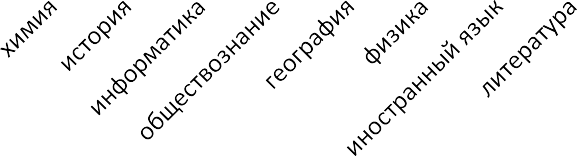 химия
история
информатика
обществознание
география
физика
иностранный язык
литература